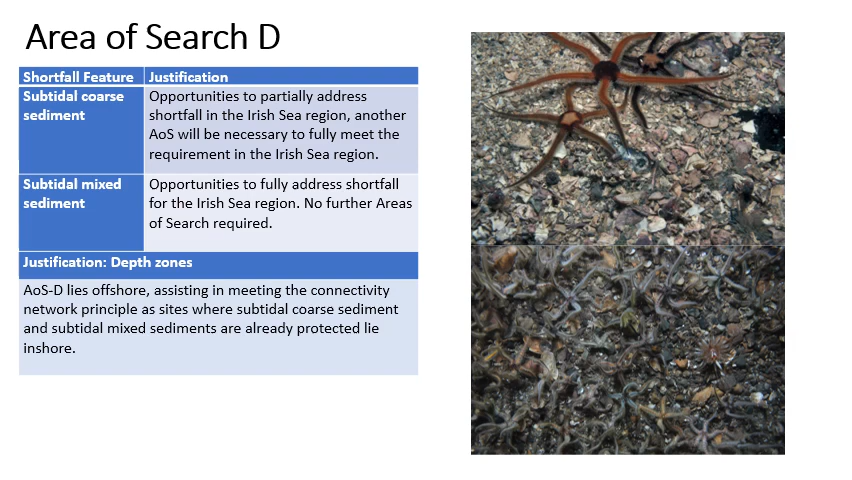 Area of Search D
Shortfall Feature
Justification
Subtidal coarse
sediment
Opportunities to partially address
shortfall in the Irish Sea region, another
AoS will be necessary to fully meet the
requirement in the Irish Sea region.
Subtidal mixed
sediment
Opportunities to fully address shortfall
for the Irish Sea region. No further Areas
of Search required.
Justification: Depth zones
AoS-D lies offshore, assisting in meeting the connectivity
network principle as sites where subtidal coarse sediment
and subtidal mixed sediments are already protected lie
inshore.